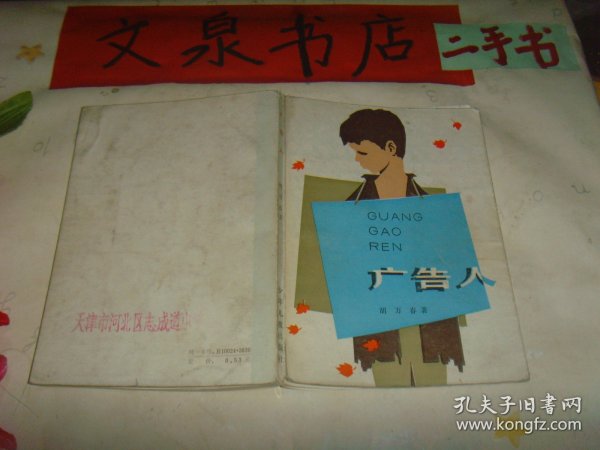 文泉书店
二手书
GUANG
GAO
REN
广告人
胡万春著
天津市河北区志成道
孔夫子旧书网
www.kongfz.com